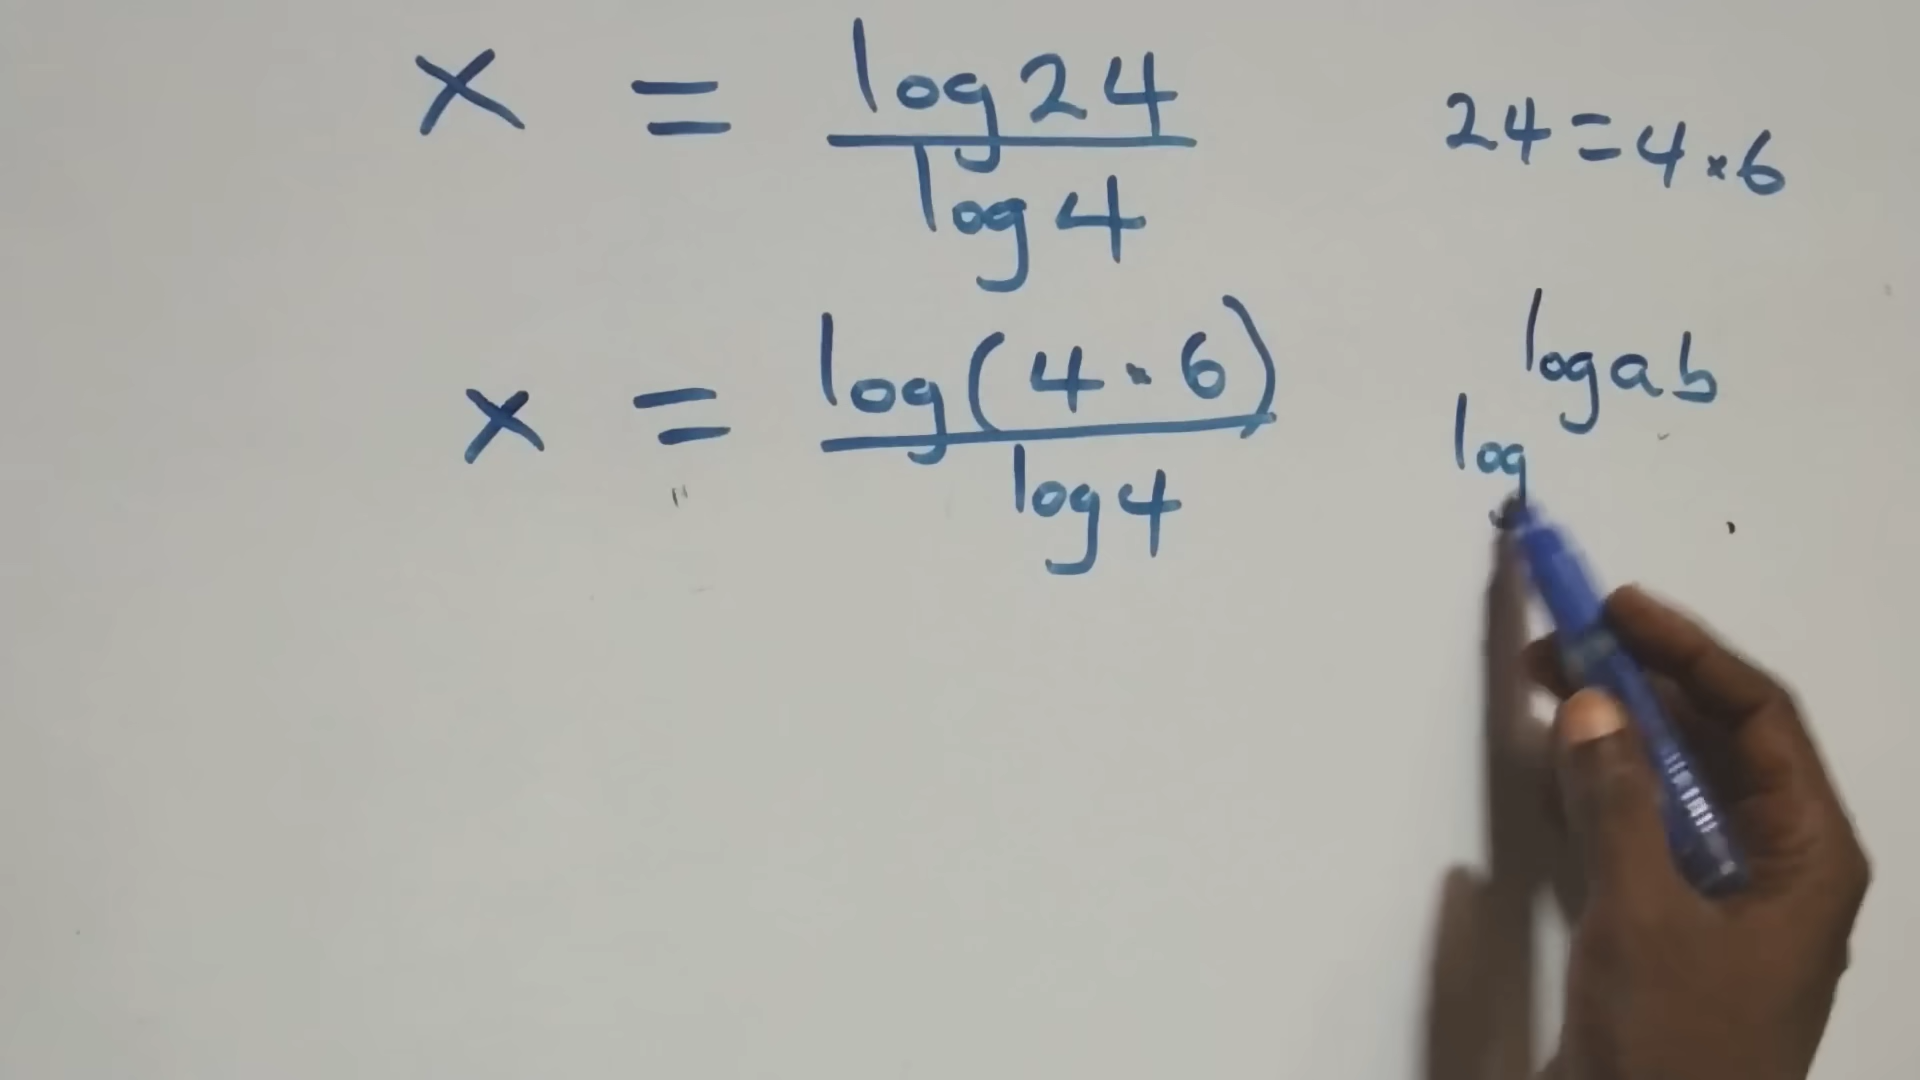 x = log 24 / log 4
24 = 4 × 6
x = log(4 × 6) / log 4
log ab
log